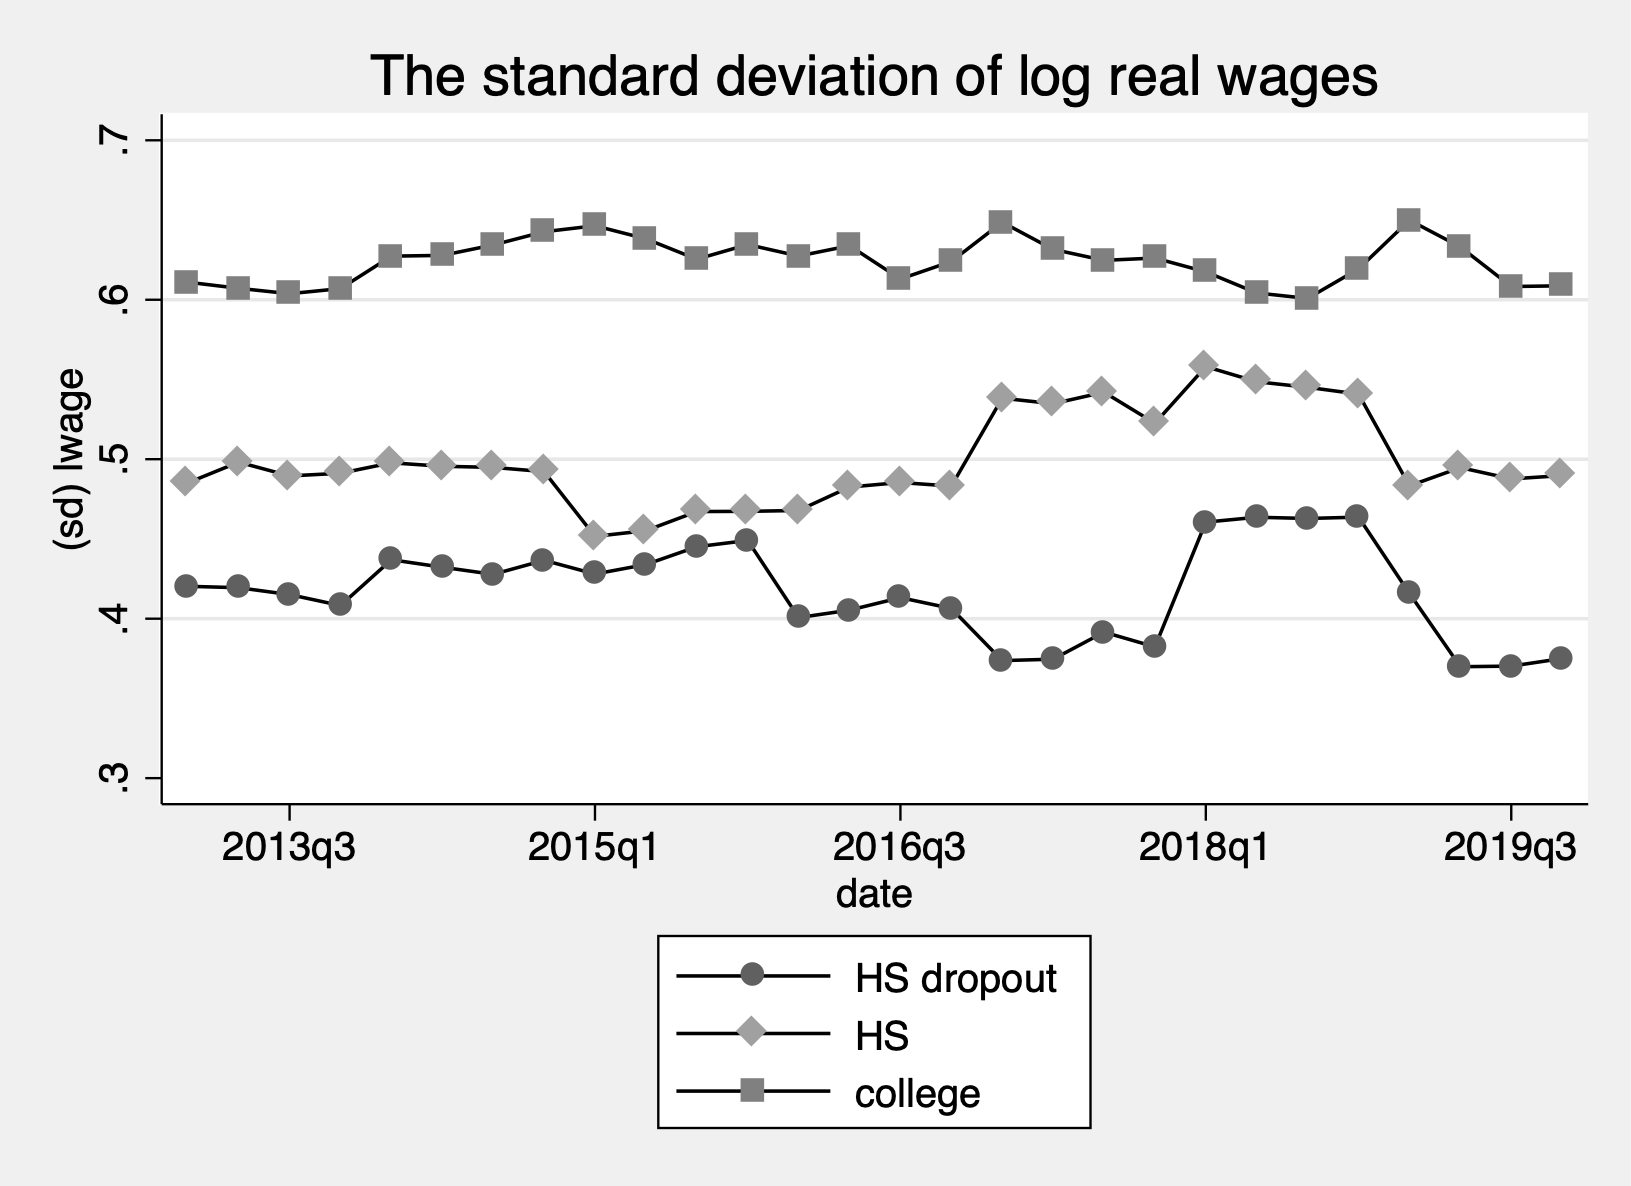 The standard deviation of log real wages
(sd) lwage
.7
.6
.5
.4
.3
2013q3 2015q1 2016q3 2018q1 2019q3
date
HS dropout
HS
college